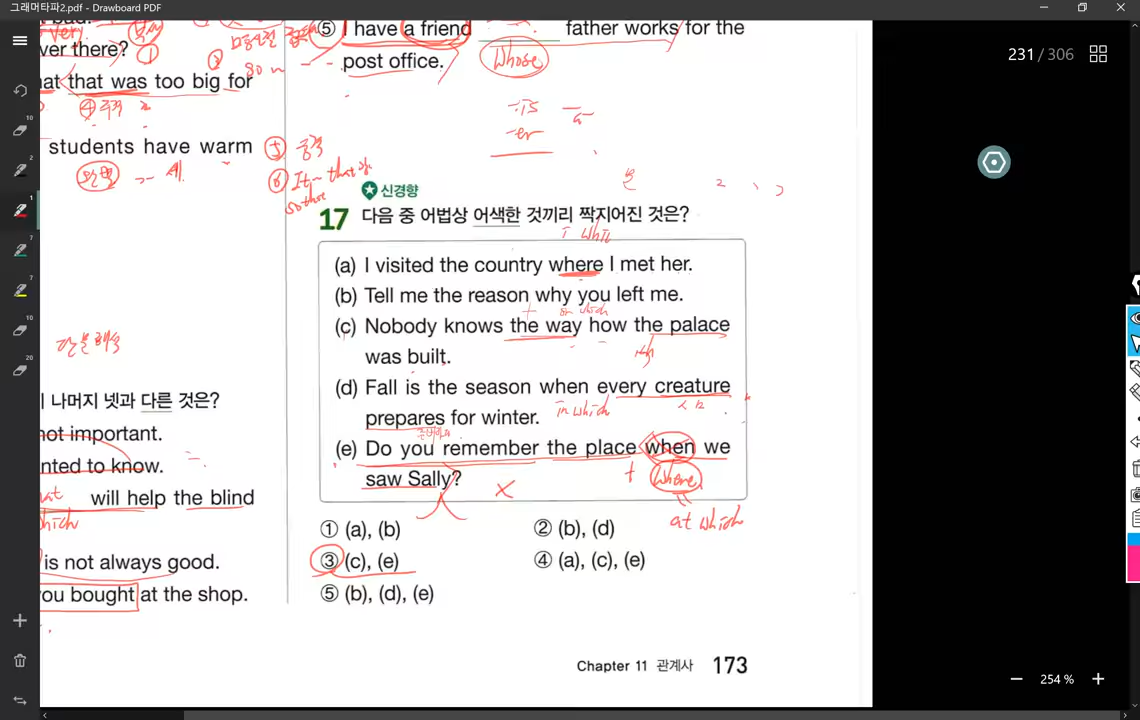 그래머타파2.pdf - Drawboard PDF
231 / 306
⑤ I have a friend ______ father works for the
post office.
Whose
ver there?
that was too big for
students have warm
신경향
17 다음 중 어법상 어색한 것끼리 짝지어진 것은?
(a) I visited the country where I met her.
(b) Tell me the reason why you left me.
(c) Nobody knows the way how the palace
was built.
(d) Fall is the season when every creature
prepares for winter.
in which
(e) Do you remember the place when we
saw Sally?
+ where
at which
① (a), (b)
② (b), (d)
③ (c), (e)
④ (a), (c), (e)
⑤ (b), (d), (e)
나머지 넷과 다른 것은?
not important.
nted to know.
will help the blind
is not always good.
ou bought at the shop.
Chapter 11 관계사 173
254 %